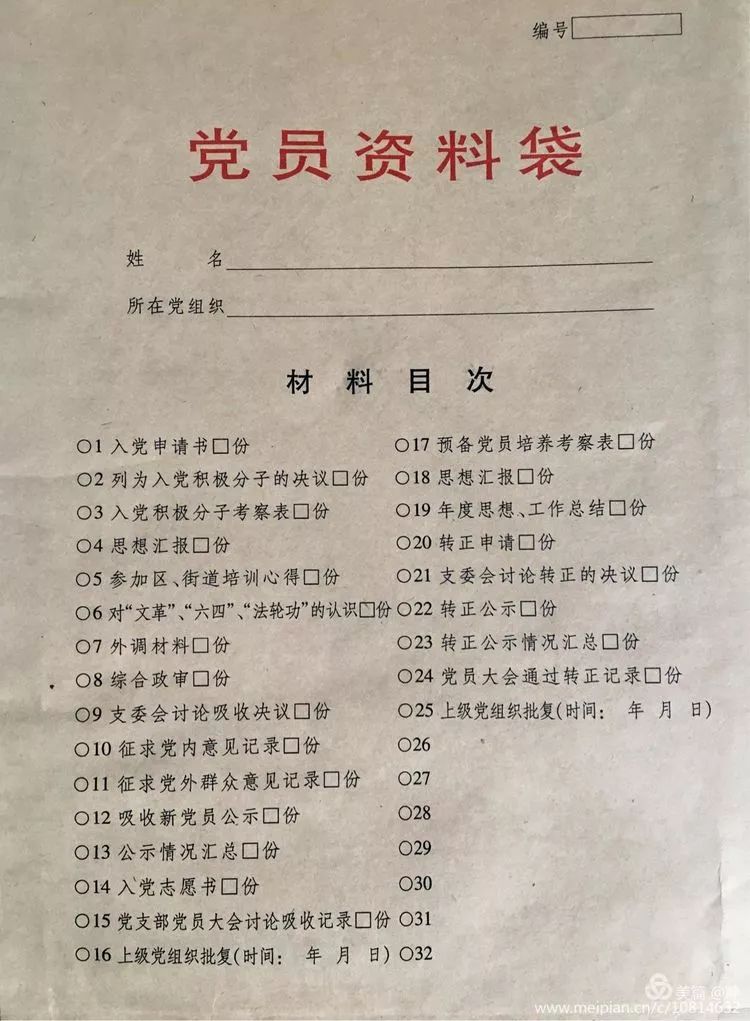 编号
党员资料袋
姓 名
所在党组织
材料目次
○1 入党申请书□份
○2 列为入党积极分子的决议□份
○3 入党积极分子考察表□份
○4 思想汇报□份
○5 参加区、街道培训心得□份
○6 对“文革”、“六四”、“法轮功”的认识□份
○7 外调材料□份
○8 综合政审□份
○9 支委会讨论吸收决议□份
○10 征求党内意见记录□份
○11 征求党外群众意见记录□份
○12 吸收新党员公示□份
○13 公示情况汇总□份
○14 入党志愿书□份
○15 党支部党员大会讨论吸收记录□份
○16 上级党组织批复(时间: 年 月 日)
○17 预备党员培养考察表□份
○18 思想汇报□份
○19 年度思想、工作总结□份
○20 转正申请□份
○21 支委会讨论转正的决议□份
○22 转正公示□份
○23 转正公示情况汇总□份
○24 党员大会通过转正记录□份
○25 上级党组织批复(时间: 年 月 日)
○26
○27
○28
○29
○30
○31
○32
美篇
www.meipian.cn/c/10814632